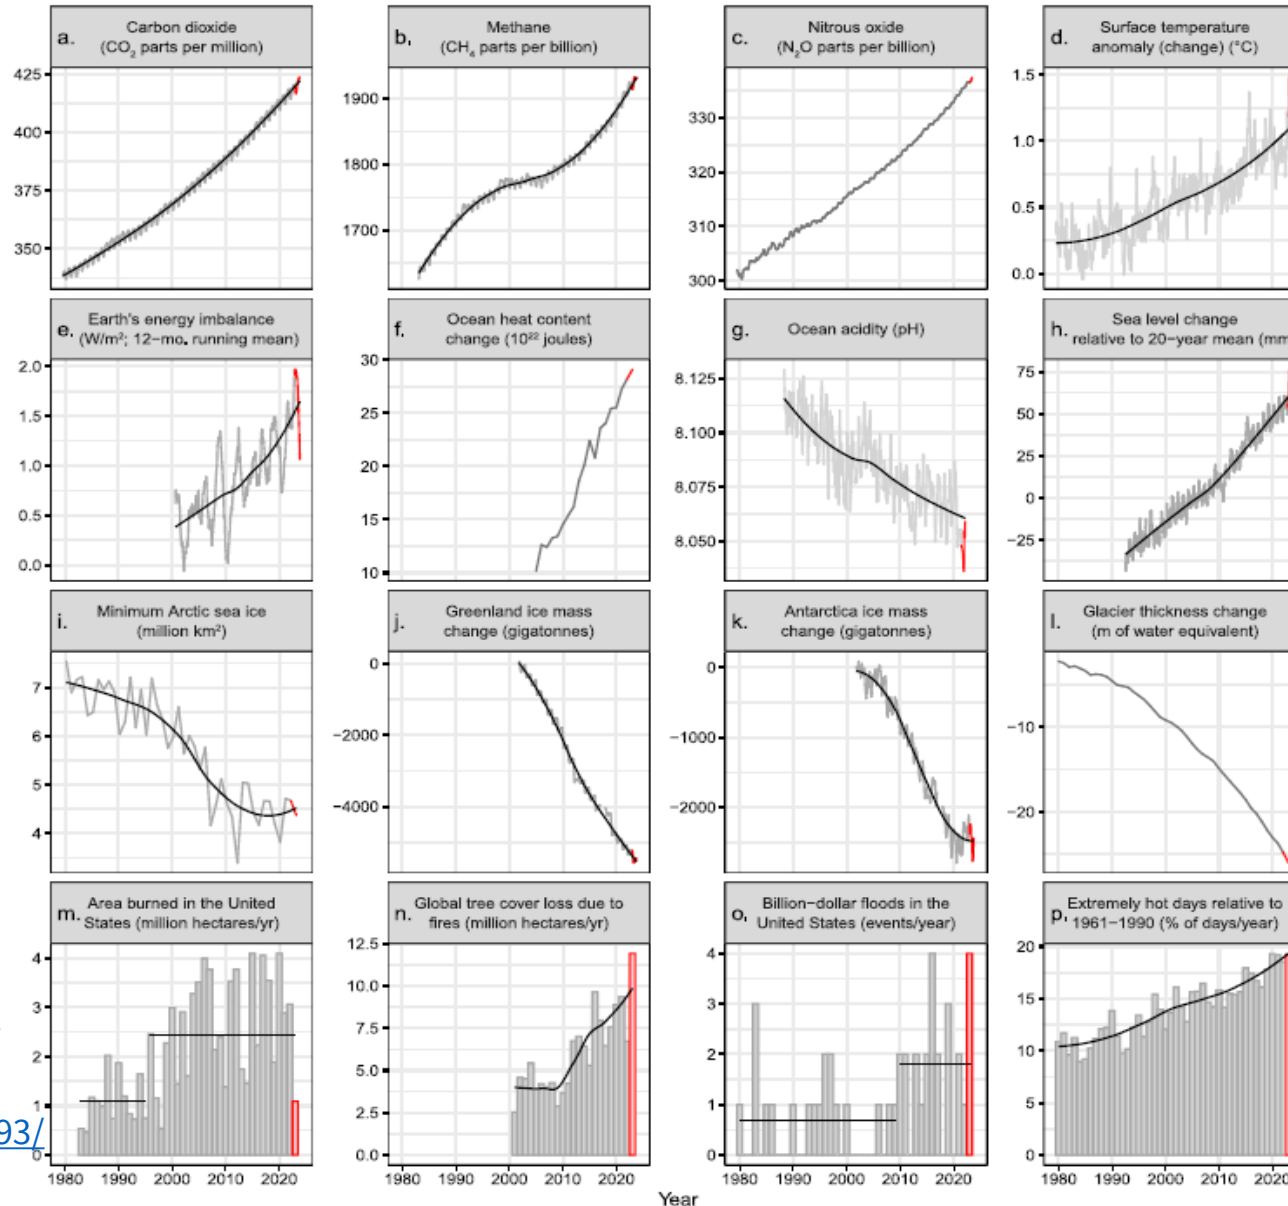 a. Carbon dioxide
(CO₂ parts per million)
b. Methane
(CH₄ parts per billion)
c. Nitrous oxide
(N₂O parts per billion)
d. Surface temperature
anomaly (change) (°C)
425
400
375
350
1900
1800
1700
330
320
310
300
1.5
1.0
0.5
0.0
e. Earth's energy imbalance
(W/m²; 12−mo. running mean)
f. Ocean heat content
change (10²² joules)
g. Ocean acidity (pH)
h. Sea level change
relative to 20−year mean (mm
2.0
1.5
1.0
0.5
0.0
30
25
20
15
10
8.125
8.100
8.075
8.050
75
50
25
0
−25
i. Minimum Arctic sea ice
(million km²)
j. Greenland ice mass
change (gigatonnes)
k. Antarctica ice mass
change (gigatonnes)
l. Glacier thickness change
(m of water equivalent)
7
6
5
4
0
−2000
−4000
0
−1000
−2000
−10
−20
m. Area burned in the United
States (million hectares/yr)
n. Global tree cover loss due to
fires (million hectares/yr)
o. Billion−dollar floods in the
United States (events/year)
p. Extremely hot days relative to
1961−1990 (% of days/year)
4
3
2
1
0
12.5
10.0
7.5
5.0
2.5
0.0
4
3
2
1
0
20
15
10
5
0
93/
1980 1990 2000 2010 2020
1980 1990 2000 2010 2020
1980 1990 2000 2010 2020
1980 1990 2000 2010 2020
Year